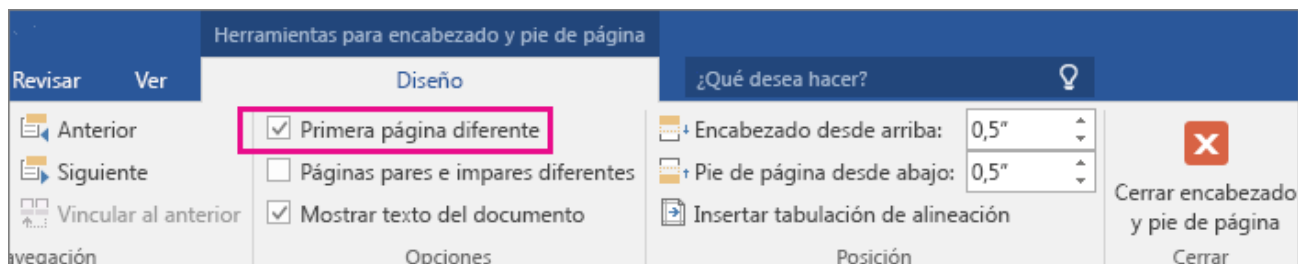 Herramientas para encabezado y pie de página
Revisar Ver Diseño ¿Qué desea hacer?
Anterior
Siguiente
Vincular al anterior
avegación
Primera página diferente
Páginas pares e impares diferentes
Mostrar texto del documento
Opciones
Encabezado desde arriba: 0,5"
Pie de página desde abajo: 0,5"
Insertar tabulación de alineación
Posición
Cerrar encabezado
y pie de página
Cerrar